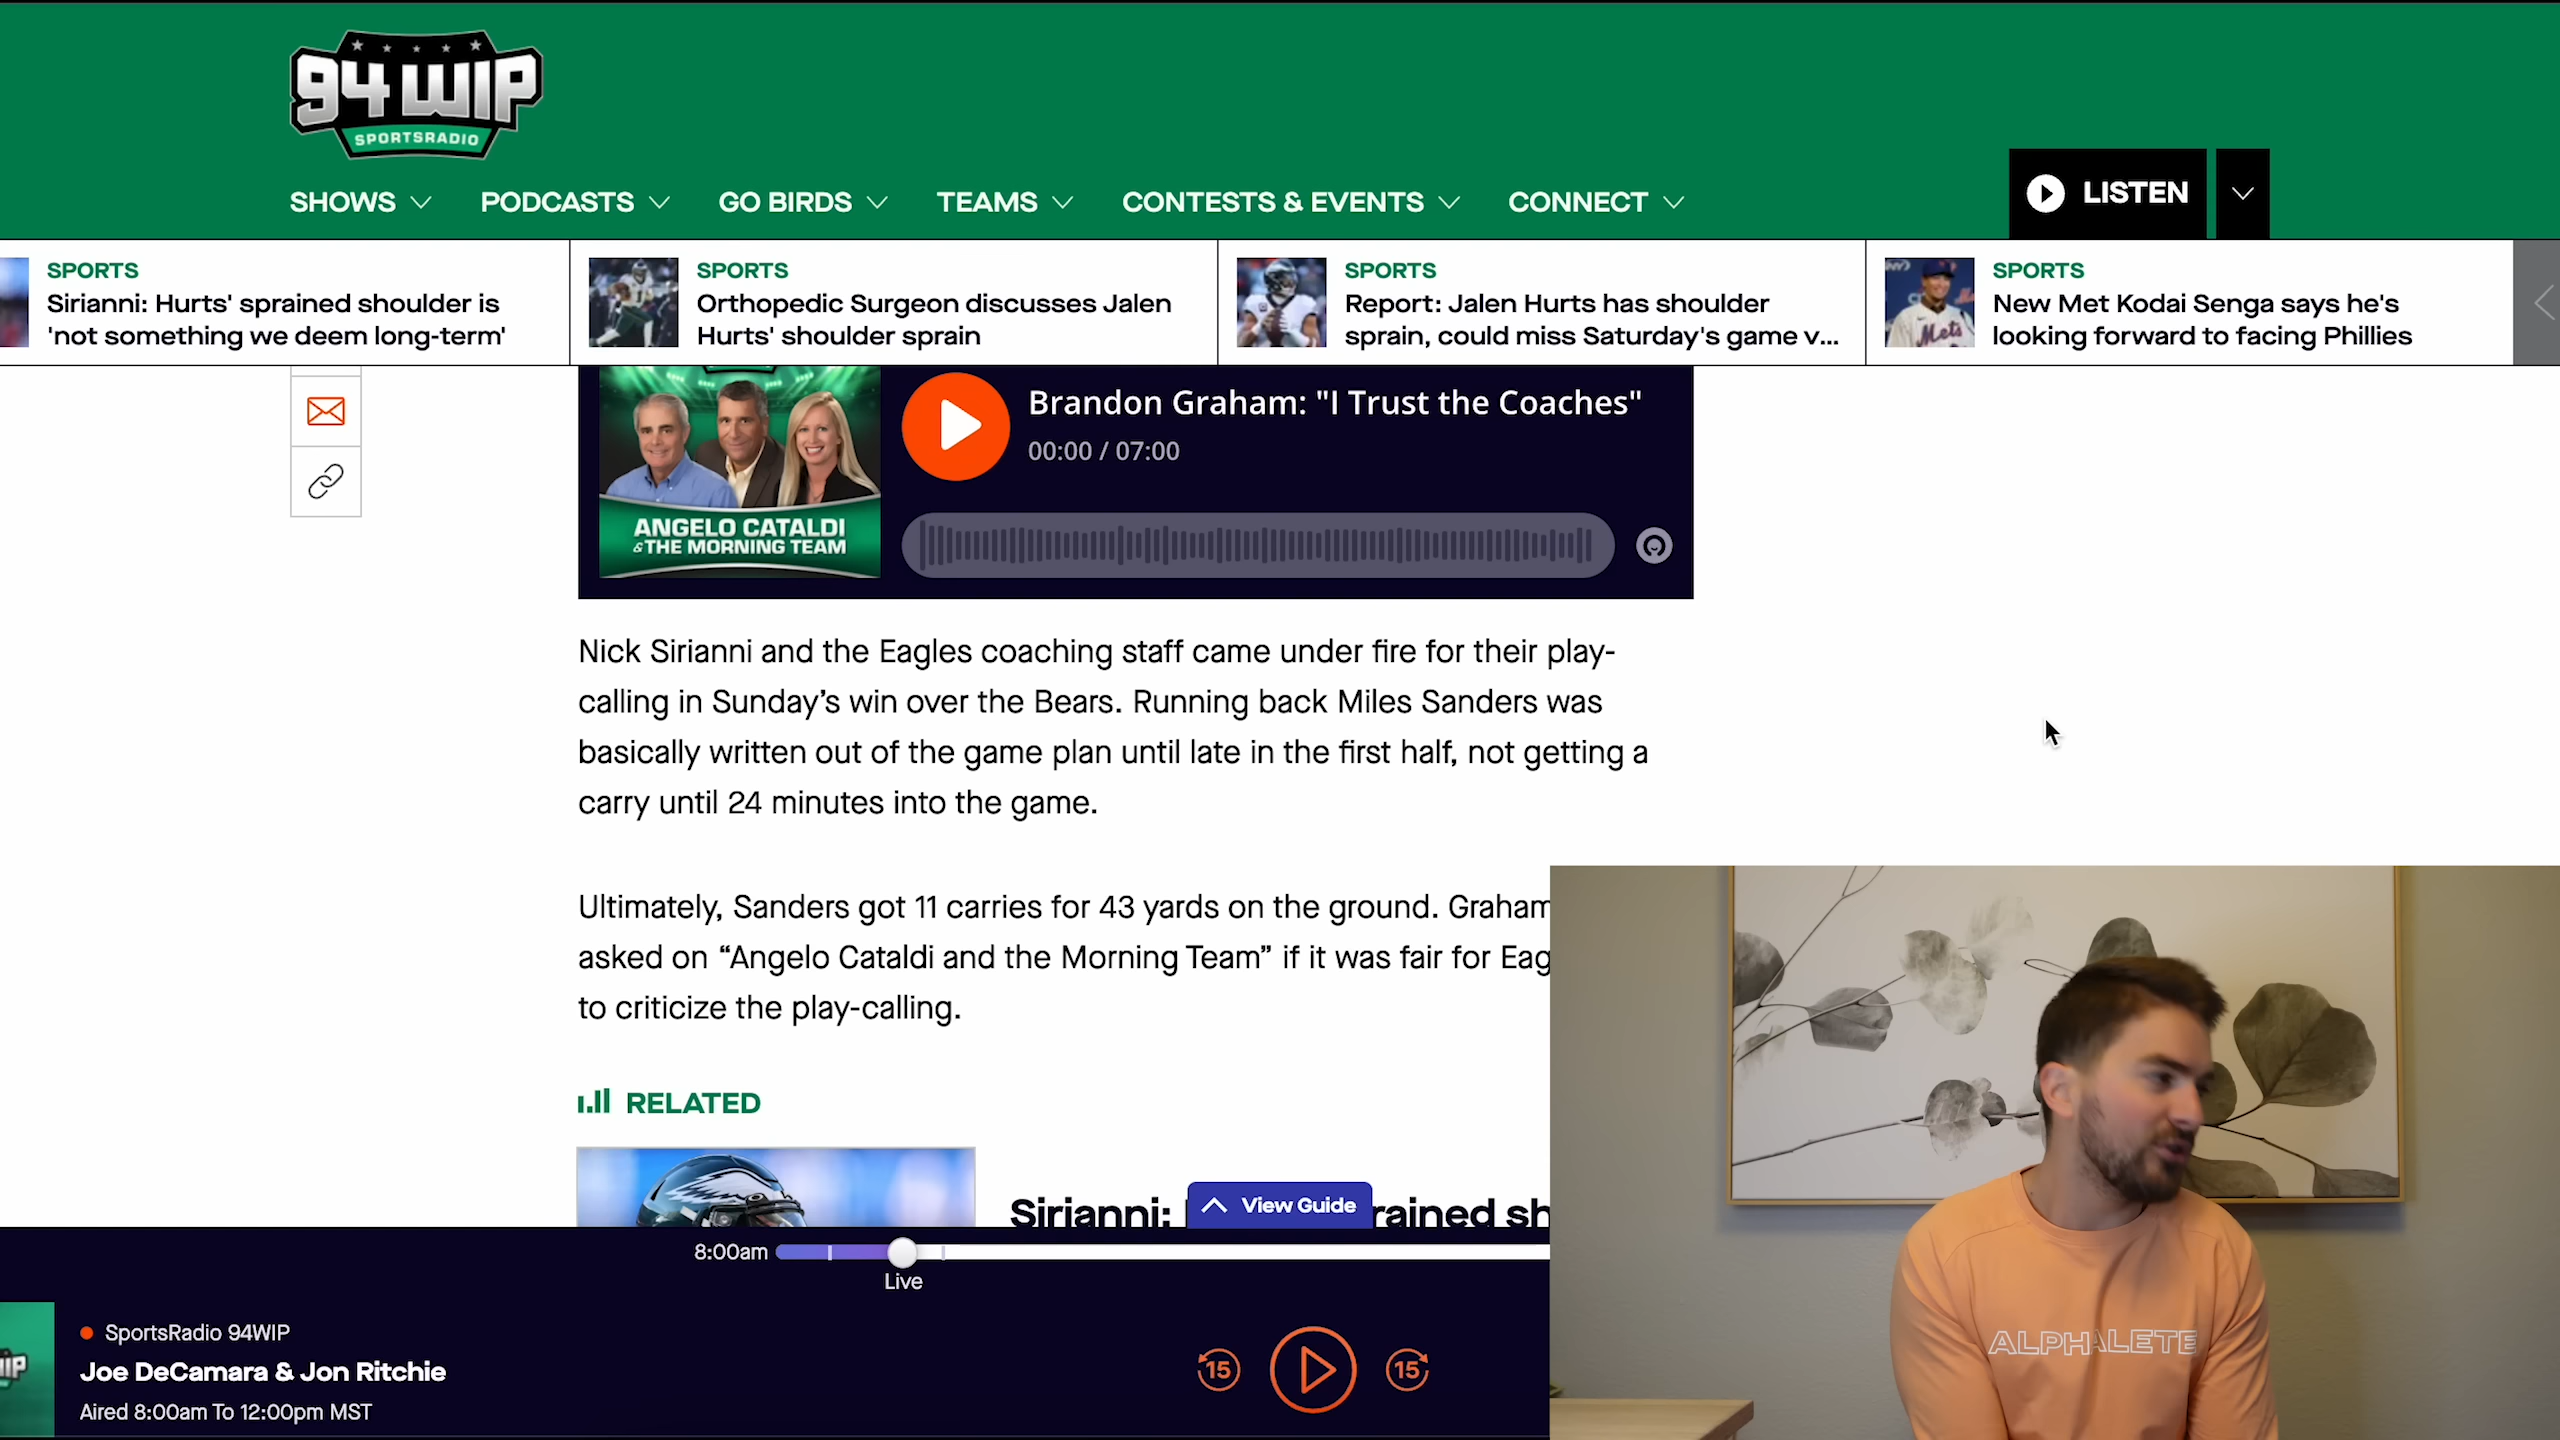 94 WIP
SPORTSRADIO
SHOWS
PODCASTS
GO BIRDS
TEAMS
CONTESTS & EVENTS
CONNECT
LISTEN
SPORTS
Sirianni: Hurts' sprained shoulder is
'not something we deem long-term'
SPORTS
Orthopedic Surgeon discusses Jalen
Hurts' shoulder sprain
SPORTS
Report: Jalen Hurts has shoulder
sprain, could miss Saturday's game v...
SPORTS
New Met Kodai Senga says he's
looking forward to facing Phillies
Mets
ANGELO CATALDI
& THE MORNING TEAM
Brandon Graham: "I Trust the Coaches"
00:00 / 07:00
Nick Sirianni and the Eagles coaching staff came under fire for their play-
calling in Sunday’s win over the Bears. Running back Miles Sanders was
basically written out of the game plan until late in the first half, not getting a
carry until 24 minutes into the game.
Ultimately, Sanders got 11 carries for 43 yards on the ground. Graham
asked on “Angelo Cataldi and the Morning Team” if it was fair for Eag
to criticize the play-calling.
RELATED
Sirianni:
rained sh
View Guide
8:00am
Live
SportsRadio 94WIP
Joe DeCamara & Jon Ritchie
Aired 8:00am To 12:00pm MST
15
15
ALPHALETE